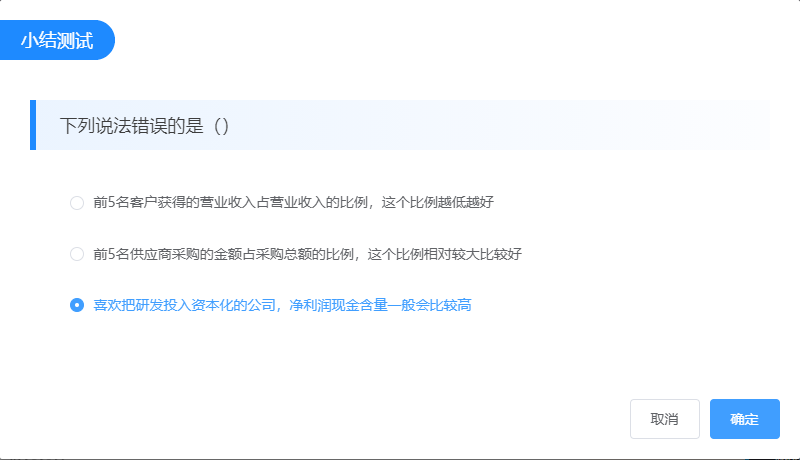 小结测试
下列说法错误的是（）
前5名客户获得的营业收入占营业收入的比例，这个比例越低越好
前5名供应商采购的金额占采购总额的比例，这个比例相对较大比较好
喜欢把研发投入资本化的公司，净利润现金含量一般会比较高
取消
确定